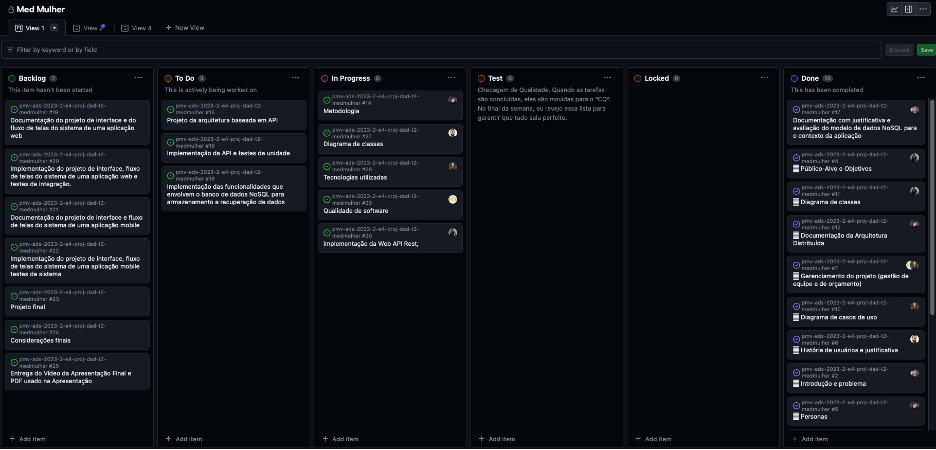 Med Mulher
View 1
View
View 4
+ New View
Filter by keyword or by field
Discard
Save
Backlog 7
This item hasn't been started
pmv-ads-2023-2-e4-proj-dad-t2-
medmulher #19
Documentação do projeto de interface e do
fluxo de telas do sistema de uma aplicação
web
pmv-ads-2023-2-e4-proj-dad-t2-
medmulher #20
Implementação do projeto de interface, fluxo
de telas do sistema de uma aplicação web e
testes de integração.
pmv-ads-2023-2-e4-proj-dad-t2-
medmulher #21
Documentação do projeto de interface e fluxo
de telas do sistema de uma aplicação mobile
pmv-ads-2023-2-e4-proj-dad-t2-
medmulher #22
Implementação do projeto de interface, fluxo
de telas do sistema de uma aplicação mobile
testes de sistema
pmv-ads-2023-2-e4-proj-dad-t2-
medmulher #23
Projeto final
pmv-ads-2023-2-e4-proj-dad-t2-
medmulher #24
Considerações finais
pmv-ads-2023-2-e4-proj-dad-t2-
medmulher #25
Entrega do Vídeo da Apresentação Final e
PDF usado na Apresentação
+ Add item
To Do 3
This is actively being worked on
pmv-ads-2023-2-e4-proj-dad-t2-
medmulher #15
Projeto da arquitetura baseada em API
pmv-ads-2023-2-e4-proj-dad-t2-
medmulher #16
Implementação da API e testes de unidade
pmv-ads-2023-2-e4-proj-dad-t2-
medmulher #18
Implementação das funcionalidades que
envolvem o banco de dados NoSQL para
armazenamento e recuperação de dados
+ Add item
In Progress 5
pmv-ads-2023-2-e4-proj-dad-t2-
medmulher #14
Metodologia
pmv-ads-2023-2-e4-proj-dad-t2-
medmulher #27
Diagrama de classes
pmv-ads-2023-2-e4-proj-dad-t2-
medmulher #28
Tecnologias utilizadas
pmv-ads-2023-2-e4-proj-dad-t2-
medmulher #29
Qualidade de software
pmv-ads-2023-2-e4-proj-dad-t2-
medmulher #30
implementação da Web API Rest,
+ Add item
Test 0
Checagem de Qualidade. Quando as tarefas
são concluídas, eles são movidas para o "CQ".
No final da semana, eu revejo essa lista para
garantir que tudo saiu perfeito.
+ Add item
Locked 0
+ Add item
Done 13
This has been completed
pmv-ads-2023-2-e4-proj-dad-t2-
medmulher #17
Documentação com justificativa e
avaliação do modelo de dados NoSQL para
o contexto da aplicação
pmv-ads-2023-2-e4-proj-dad-t2-
medmulher #4
Público-Alvo e Objetivos
pmv-ads-2023-2-e4-proj-dad-t2-
medmulher #11
Diagrama de classes
pmv-ads-2023-2-e4-proj-dad-t2-
medmulher #12
Documentação da Arquitetura
Distribuída
pmv-ads-2023-2-e4-proj-dad-t2-
medmulher #7
Gerenciamento do projeto (gestão de
equipe e de orçamento)
pmv-ads-2023-2-e4-proj-dad-t2-
medmulher #10
Diagrama de casos de uso
pmv-ads-2023-2-e4-proj-dad-t2-
medmulher #6
História de usuários e justificativa
pmv-ads-2023-2-e4-proj-dad-t2-
medmulher #2
Introdução e problema
pmv-ads-2023-2-e4-proj-dad-t2-
medmulher #5
Personas
+ Add item